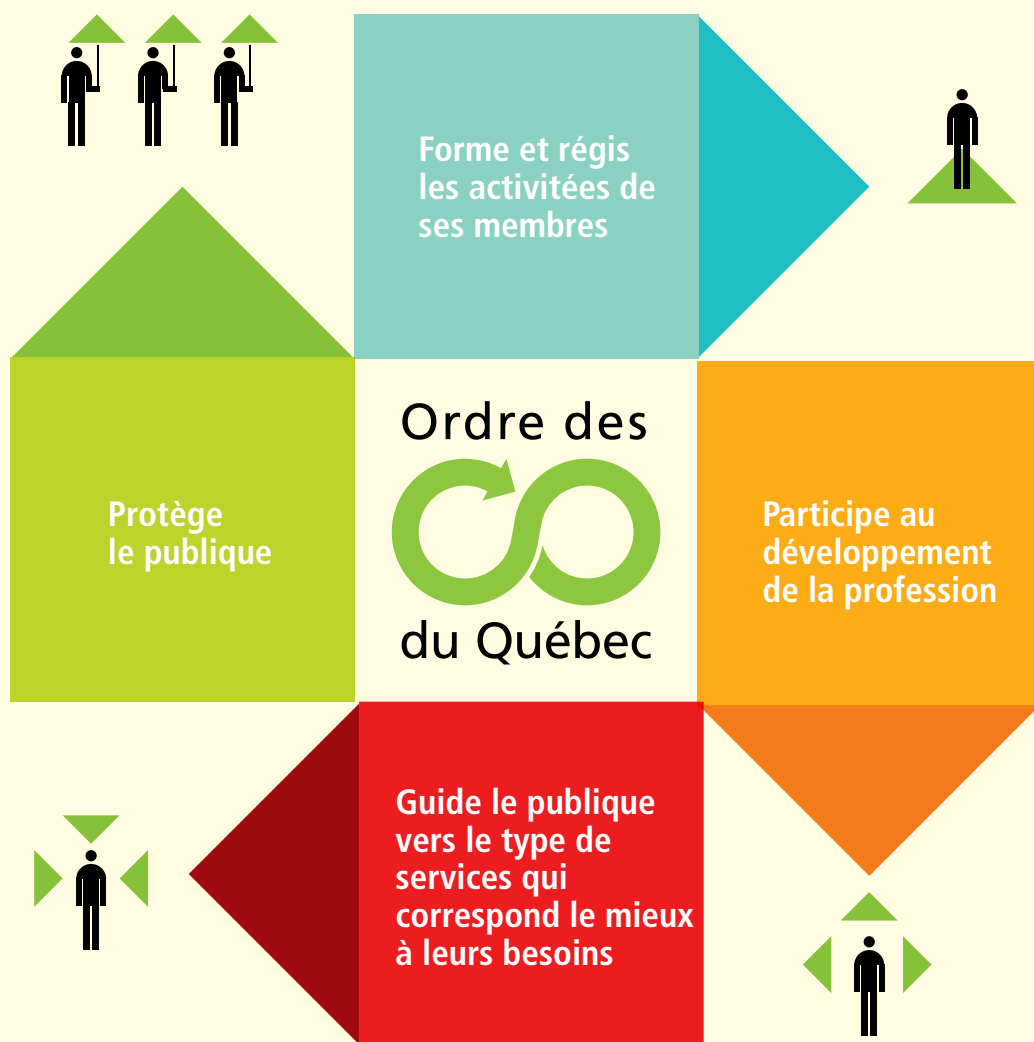 Forme et régis
les activitées de
ses membres
Protège
le publique
Ordre des
du Québec
Participe au
développement
de la profession
Guide le publique
vers le type de
services qui
correspond le mieux
à leurs besoins